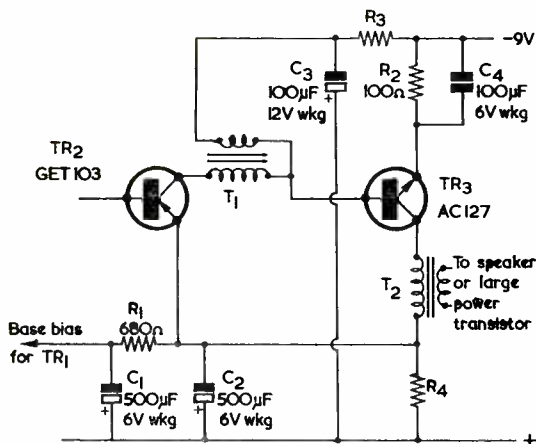 R3
−9V
C3
100µF
12V wkg
+
R2
100Ω
C4
100µF
6V wkg
TR2
GET103
T1
TR3
AC127
T2
To speaker
or large
power
transistor
R1
680Ω
Base bias
for TR1
C1
500µF
6V wkg
+
C2
500µF
6V wkg
+
R4
+